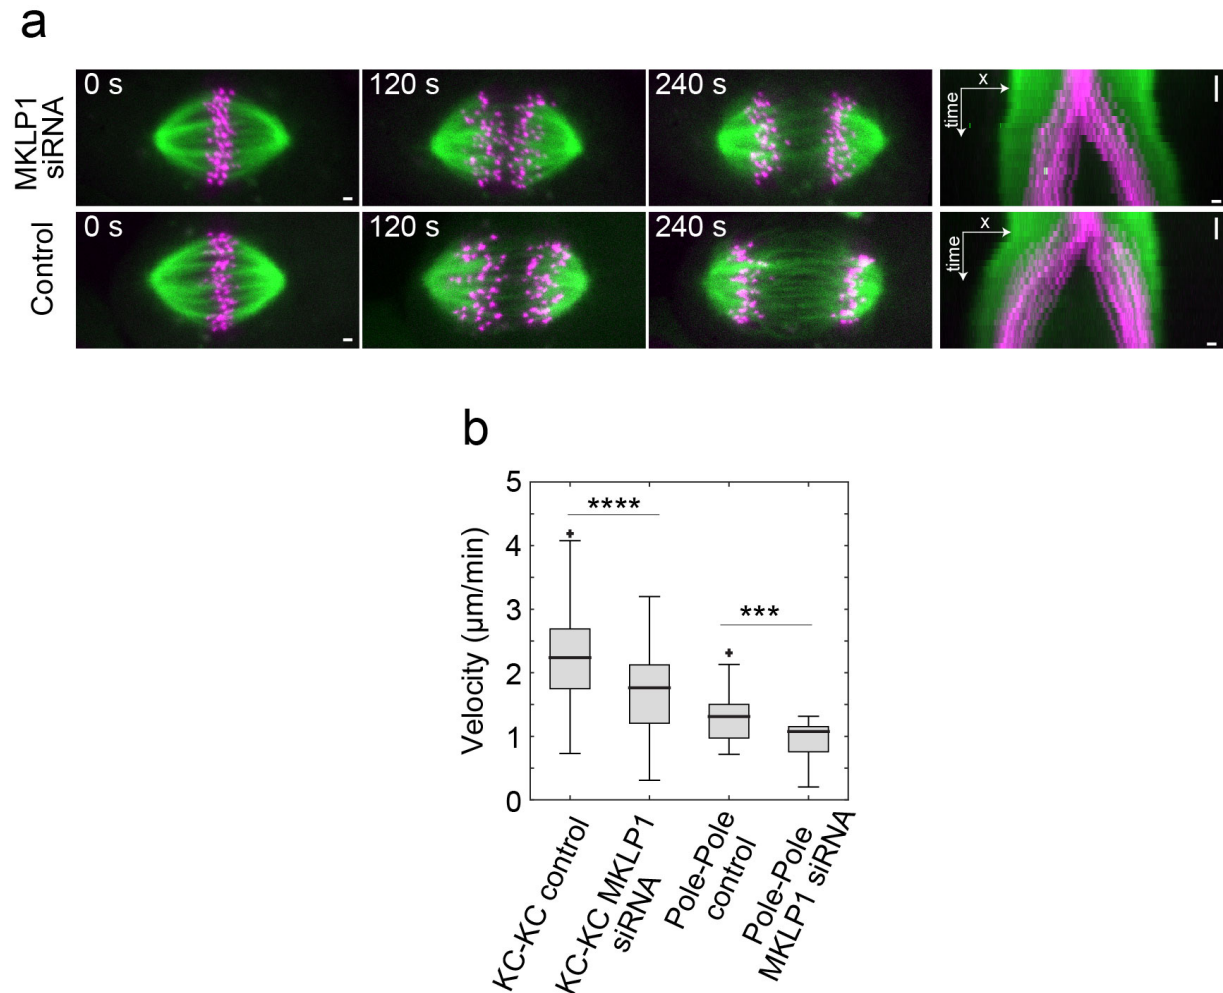 a
MKLP1
siRNA
0 s
120 s
240 s
x
time
Control
0 s
120 s
240 s
x
time
b
Velocity (µm/min)
5
4
3
2
1
0
****
***
KC-KC control
KC-KC MKLP1
siRNA
Pole-Pole
control
Pole-Pole
MKLP1 siRNA